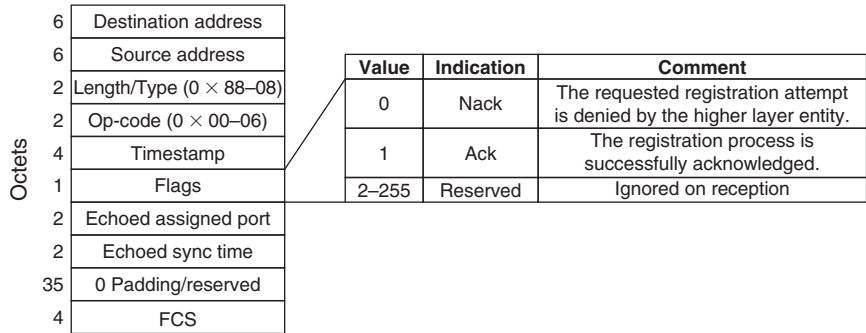 Octets
6 Destination address
6 Source address
2 Length/Type (0 × 88–08)
2 Op-code (0 × 00–06)
4 Timestamp
1 Flags
2 Echoed assigned port
2 Echoed sync time
35 0 Padding/reserved
4 FCS
Value Indication Comment
0 Nack The requested registration attempt
is denied by the higher layer entity.
1 Ack The registration process is
successfully acknowledged.
2–255 Reserved Ignored on reception